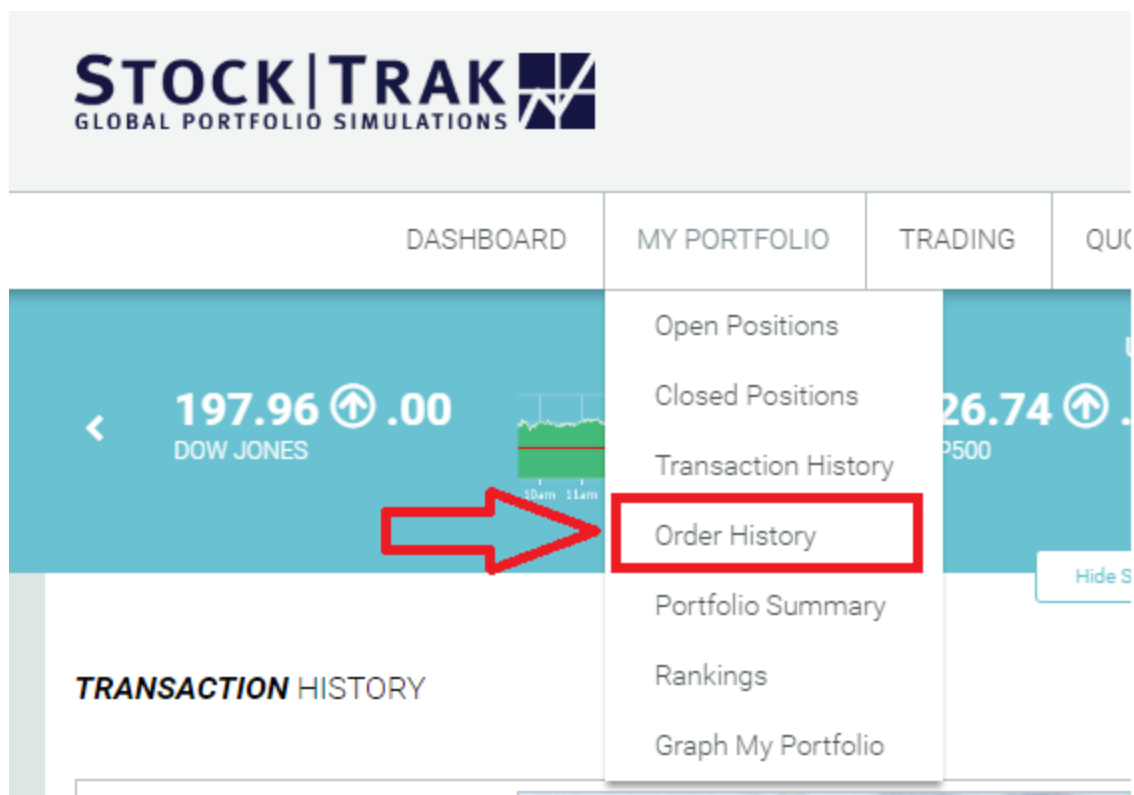 STOCK|TRAK
GLOBAL PORTFOLIO SIMULATIONS
DASHBOARD
MY PORTFOLIO
TRADING
Open Positions
Closed Positions
Transaction History
Order History
Portfolio Summary
Rankings
Graph My Portfolio
197.96 .00
DOW JONES
10am 11am
26.74
P500
Hide
TRANSACTION HISTORY